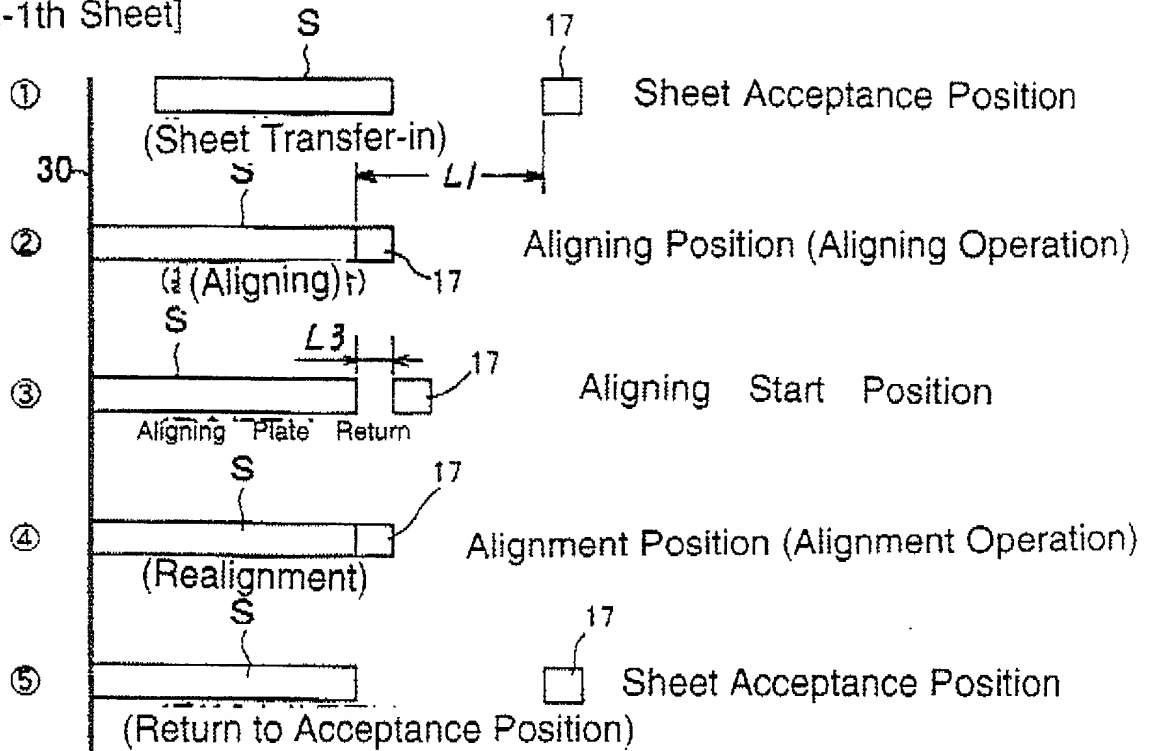 -1th Sheet]
S
17
① Sheet Acceptance Position
(Sheet Transfer-in)
30
S
L1
② Aligning Position (Aligning Operation)
(Aligning)
17
S
L3
17
③ Aligning Start Position
Aligning Plate Return
S
17
④ Alignment Position (Alignment Operation)
(Realignment)
S
17
⑤ Sheet Acceptance Position
(Return to Acceptance Position)